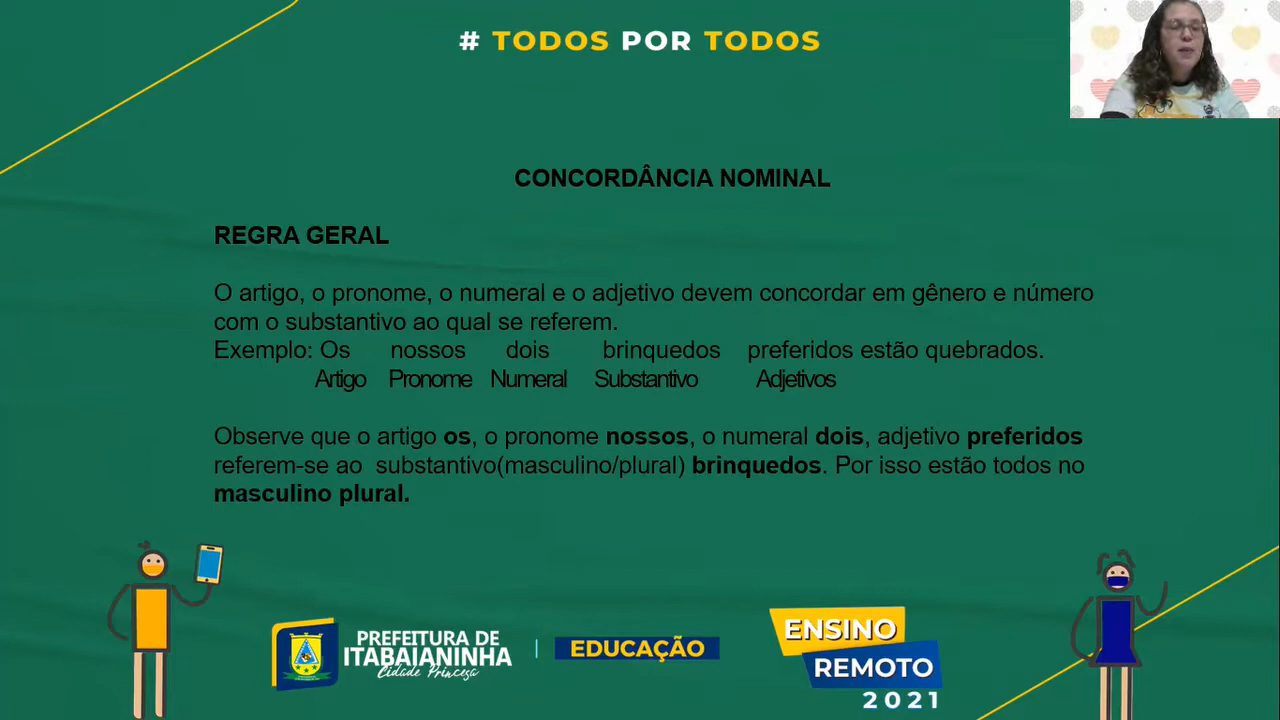 # TODOS POR TODOS
CONCORDÂNCIA NOMINAL
REGRA GERAL
O artigo, o pronome, o numeral e o adjetivo devem concordar em gênero e número
com o substantivo ao qual se referem.
Exemplo: Os nossos dois brinquedos preferidos estão quebrados.
Artigo Pronome Numeral Substantivo Adjetivos
Observe que o artigo os, o pronome nossos, o numeral dois, adjetivo preferidos
referem-se ao substantivo(masculino/plural) brinquedos. Por isso estão todos no
masculino plural.
PREFEITURA DE
ITABAIANINHA
Cidade Princesa
EDUCAÇÃO
ENSINO
REMOTO
2021